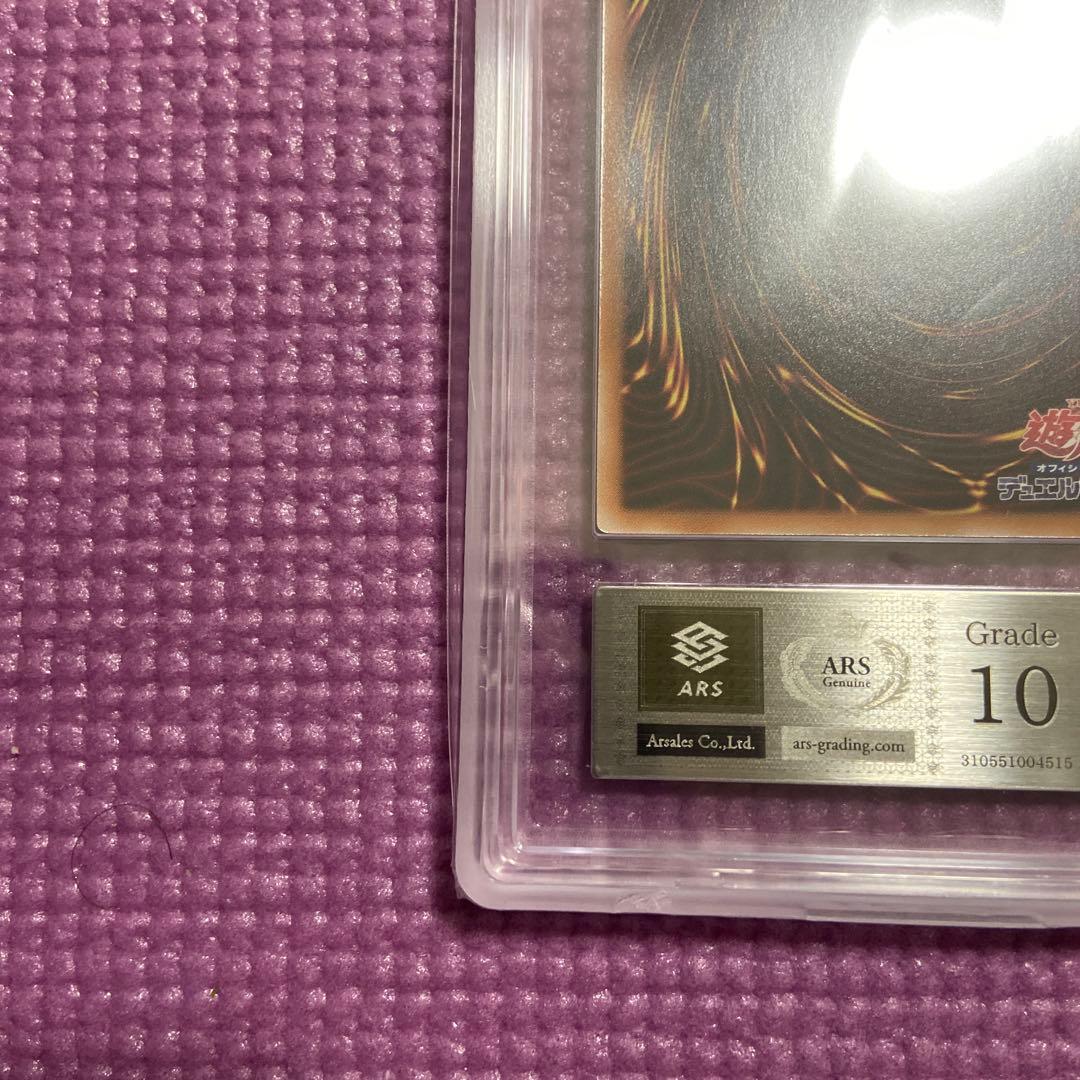 遊
オフィシ
デュエル
ARS
Arsales Co.,Ltd.
ARS
Genuine
ars-grading.com
Grade
10
310551004515